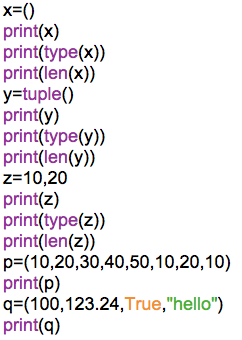 x=()
print(x)
print(type(x))
print(len(x))
y=tuple()
print(y)
print(type(y))
print(len(y))
z=10,20
print(z)
print(type(z))
print(len(z))
p=(10,20,30,40,50,10,20,10)
print(p)
q=(100,123.24,True,"hello")
print(q)